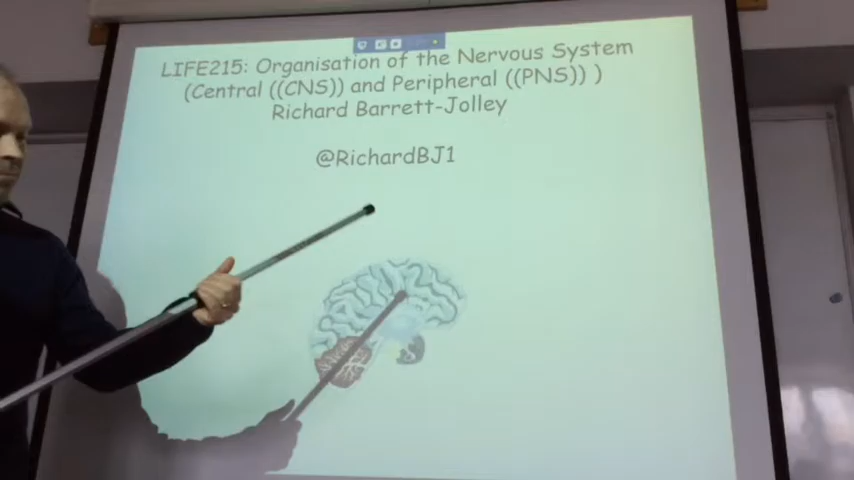 LIFE215: Organisation of the Nervous System
(Central ((CNS)) and Peripheral ((PNS)) )
Richard Barrett-Jolley
@RichardBJ1